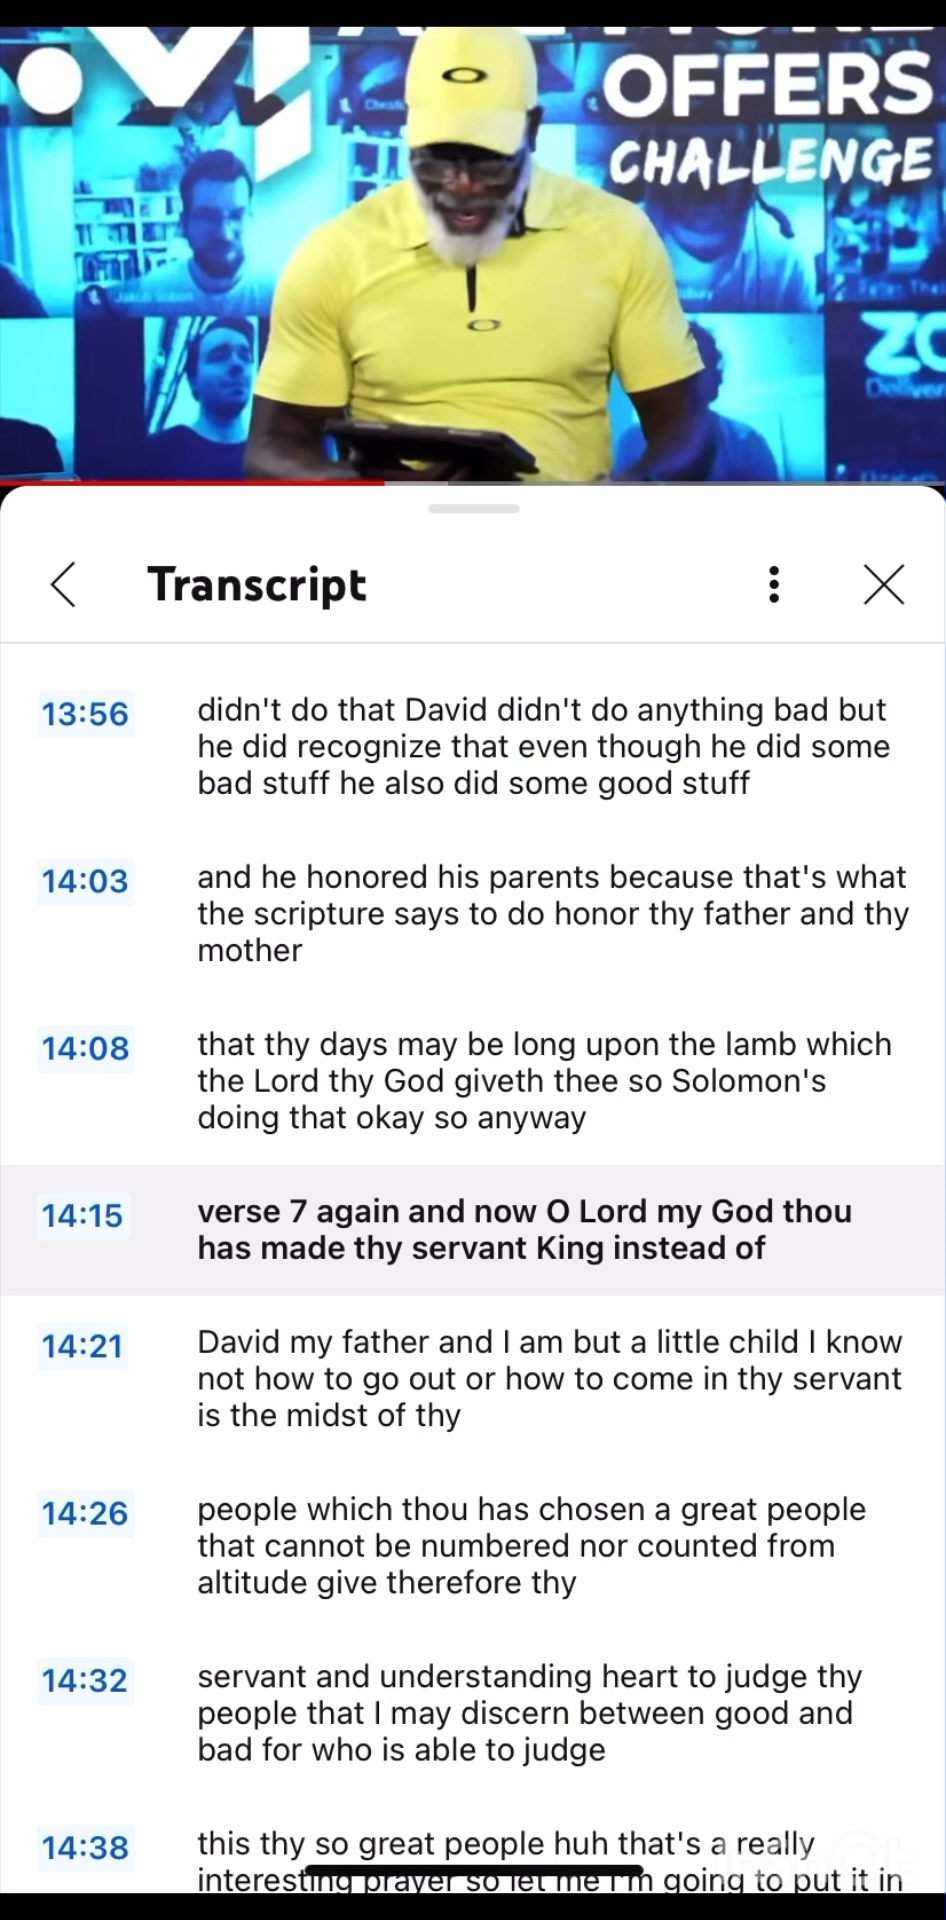 OFFERS
CHALLENGE
ZO
Transcript
13:56
didn't do that David didn't do anything bad but
he did recognize that even though he did some
bad stuff he also did some good stuff
14:03
and he honored his parents because that's what
the scripture says to do honor thy father and thy
mother
14:08
that thy days may be long upon the lamb which
the Lord thy God giveth thee so Solomon's
doing that okay so anyway
14:15
verse 7 again and now O Lord my God thou
has made thy servant King instead of
14:21
David my father and I am but a little child I know
not how to go out or how to come in thy servant
is the midst of thy
14:26
people which thou has chosen a great people
that cannot be numbered nor counted from
altitude give therefore thy
14:32
servant and understanding heart to judge thy
people that I may discern between good and
bad for who is able to judge
14:38
this thy so great people huh that's a really
interesting prayer so let me I'm going to put it in